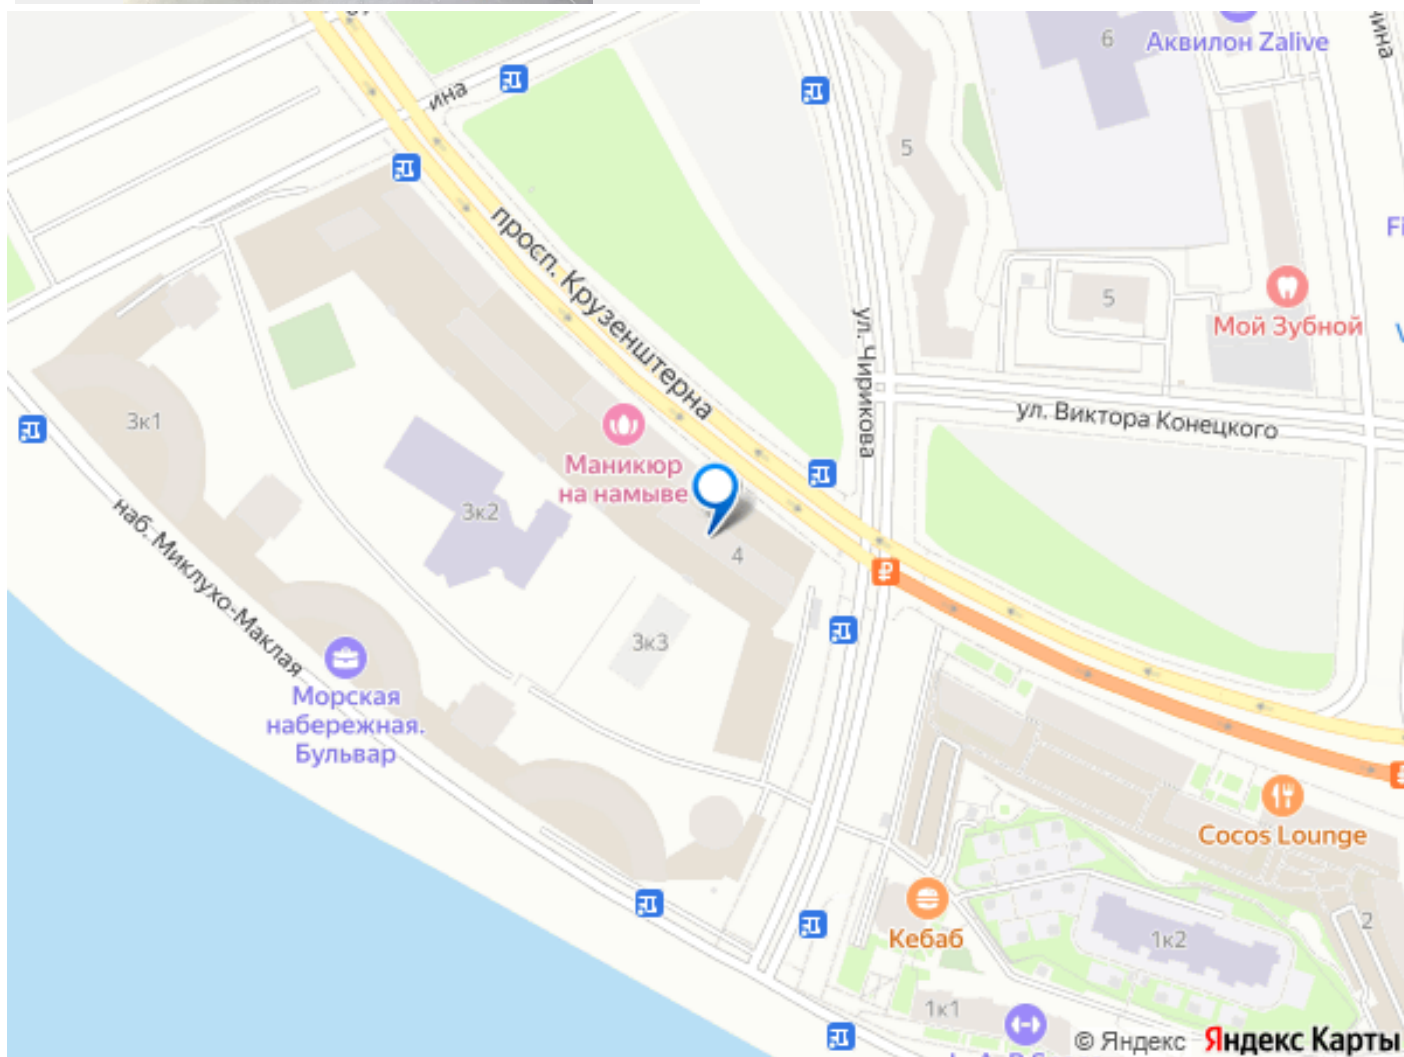 6
Аквилон Zalive
чина
ина
5
просп. Крузенштерна
ул. Чирикова
5
Мой Зубной
ул. Виктора Конецкого
3к1
Маникюр
на намыве
3к2
4
наб. Миклухо-Маклая
3к3
Морская
набережная.
Бульвар
Cocos Lounge
Кебаб
1к2
2
1к1
© Яндекс Яндекс Карты